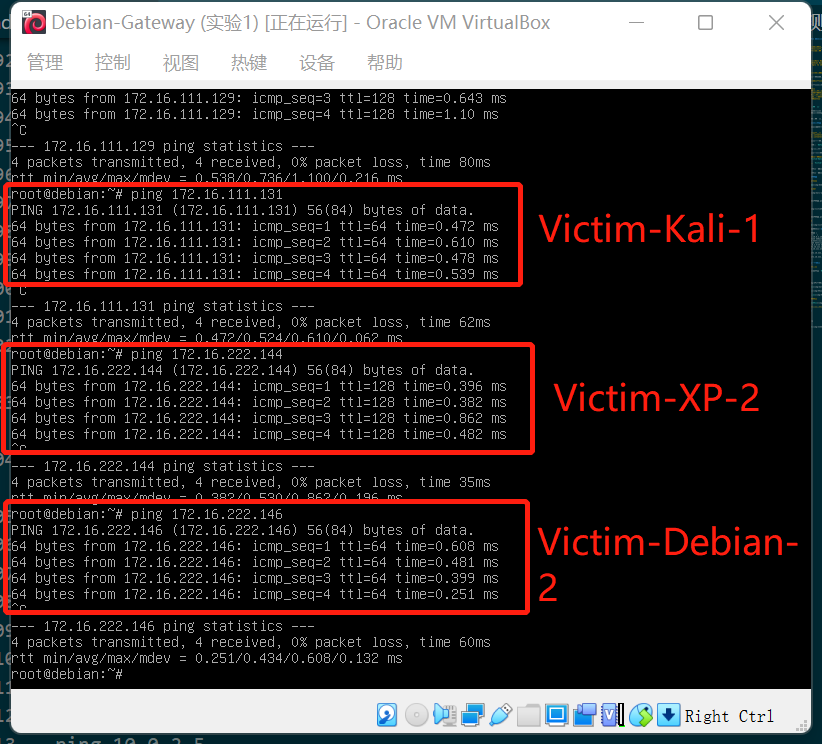 Debian-Gateway (实验1) [正在运行] - Oracle VM VirtualBox
管理 控制 视图 热键 设备 帮助
64 bytes from 172.16.111.129: icmp_seq=3 ttl=128 time=0.643 ms
64 bytes from 172.16.111.129: icmp_seq=4 ttl=128 time=1.10 ms
^C
--- 172.16.111.129 ping statistics ---
4 packets transmitted, 4 received, 0% packet loss, time 80ms
rtt min/avg/max/mdev = 0.538/0.736/1.100/0.216 ms
root@debian:~# ping 172.16.111.131
PING 172.16.111.131 (172.16.111.131) 56(84) bytes of data.
64 bytes from 172.16.111.131: icmp_seq=1 ttl=64 time=0.472 ms
64 bytes from 172.16.111.131: icmp_seq=2 ttl=64 time=0.610 ms
64 bytes from 172.16.111.131: icmp_seq=3 ttl=64 time=0.478 ms
64 bytes from 172.16.111.131: icmp_seq=4 ttl=64 time=0.539 ms
Victim-Kali-1
^C
--- 172.16.111.131 ping statistics ---
4 packets transmitted, 4 received, 0% packet loss, time 62ms
rtt min/avg/max/mdev = 0.472/0.524/0.610/0.062 ms
root@debian:~# ping 172.16.222.144
PING 172.16.222.144 (172.16.222.144) 56(84) bytes of data.
64 bytes from 172.16.222.144: icmp_seq=1 ttl=128 time=0.396 ms
64 bytes from 172.16.222.144: icmp_seq=2 ttl=128 time=0.382 ms
64 bytes from 172.16.222.144: icmp_seq=3 ttl=128 time=0.862 ms
64 bytes from 172.16.222.144: icmp_seq=4 ttl=128 time=0.482 ms
Victim-XP-2
^C
--- 172.16.222.144 ping statistics ---
4 packets transmitted, 4 received, 0% packet loss, time 35ms
rtt min/avg/max/mdev = 0.382/0.530/0.862/0.196 ms
root@debian:~# ping 172.16.222.146
PING 172.16.222.146 (172.16.222.146) 56(84) bytes of data.
64 bytes from 172.16.222.146: icmp_seq=1 ttl=64 time=0.608 ms
64 bytes from 172.16.222.146: icmp_seq=2 ttl=64 time=0.481 ms
64 bytes from 172.16.222.146: icmp_seq=3 ttl=64 time=0.399 ms
64 bytes from 172.16.222.146: icmp_seq=4 ttl=64 time=0.251 ms
Victim-Debian-
2
^C
--- 172.16.222.146 ping statistics ---
4 packets transmitted, 4 received, 0% packet loss, time 60ms
rtt min/avg/max/mdev = 0.251/0.434/0.608/0.132 ms
root@debian:~#
Right Ctrl